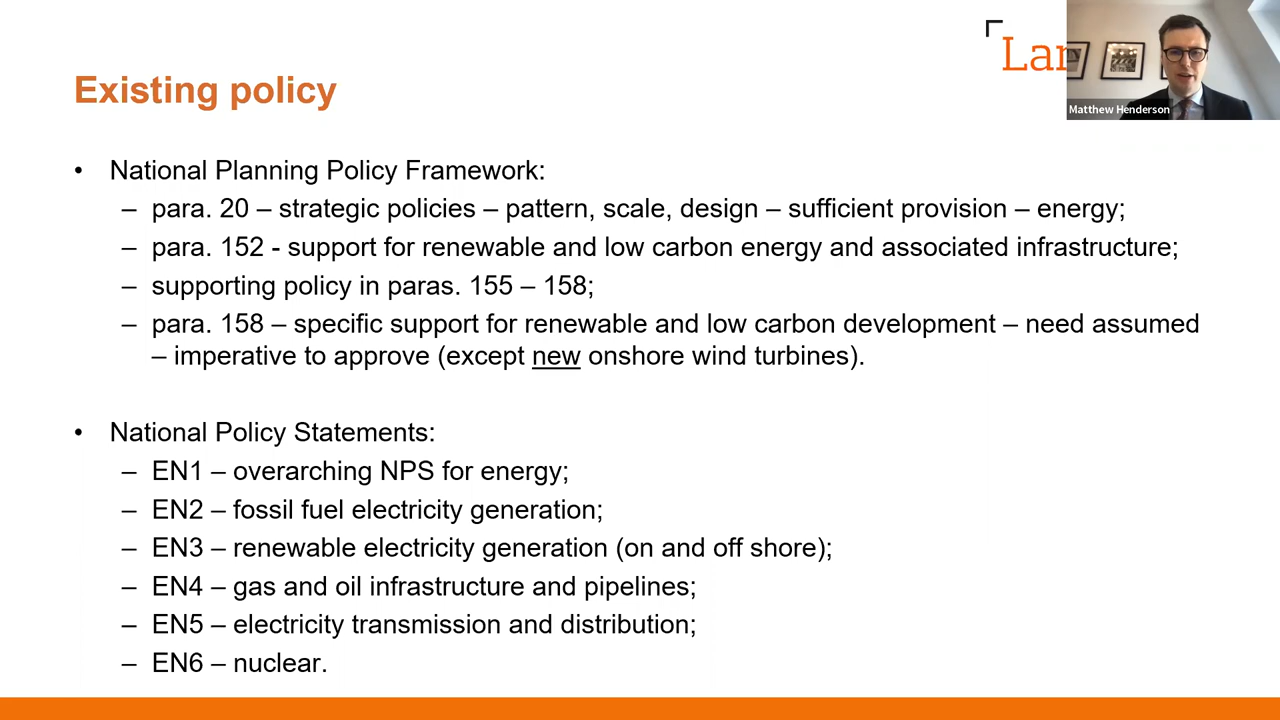 Lan
Matthew Henderson
Existing policy
• National Planning Policy Framework:
– para. 20 – strategic policies – pattern, scale, design – sufficient provision – energy;
– para. 152 - support for renewable and low carbon energy and associated infrastructure;
– supporting policy in paras. 155 – 158;
– para. 158 – specific support for renewable and low carbon development – need assumed
– imperative to approve (except new onshore wind turbines).
• National Policy Statements:
– EN1 – overarching NPS for energy;
– EN2 – fossil fuel electricity generation;
– EN3 – renewable electricity generation (on and off shore);
– EN4 – gas and oil infrastructure and pipelines;
– EN5 – electricity transmission and distribution;
– EN6 – nuclear.